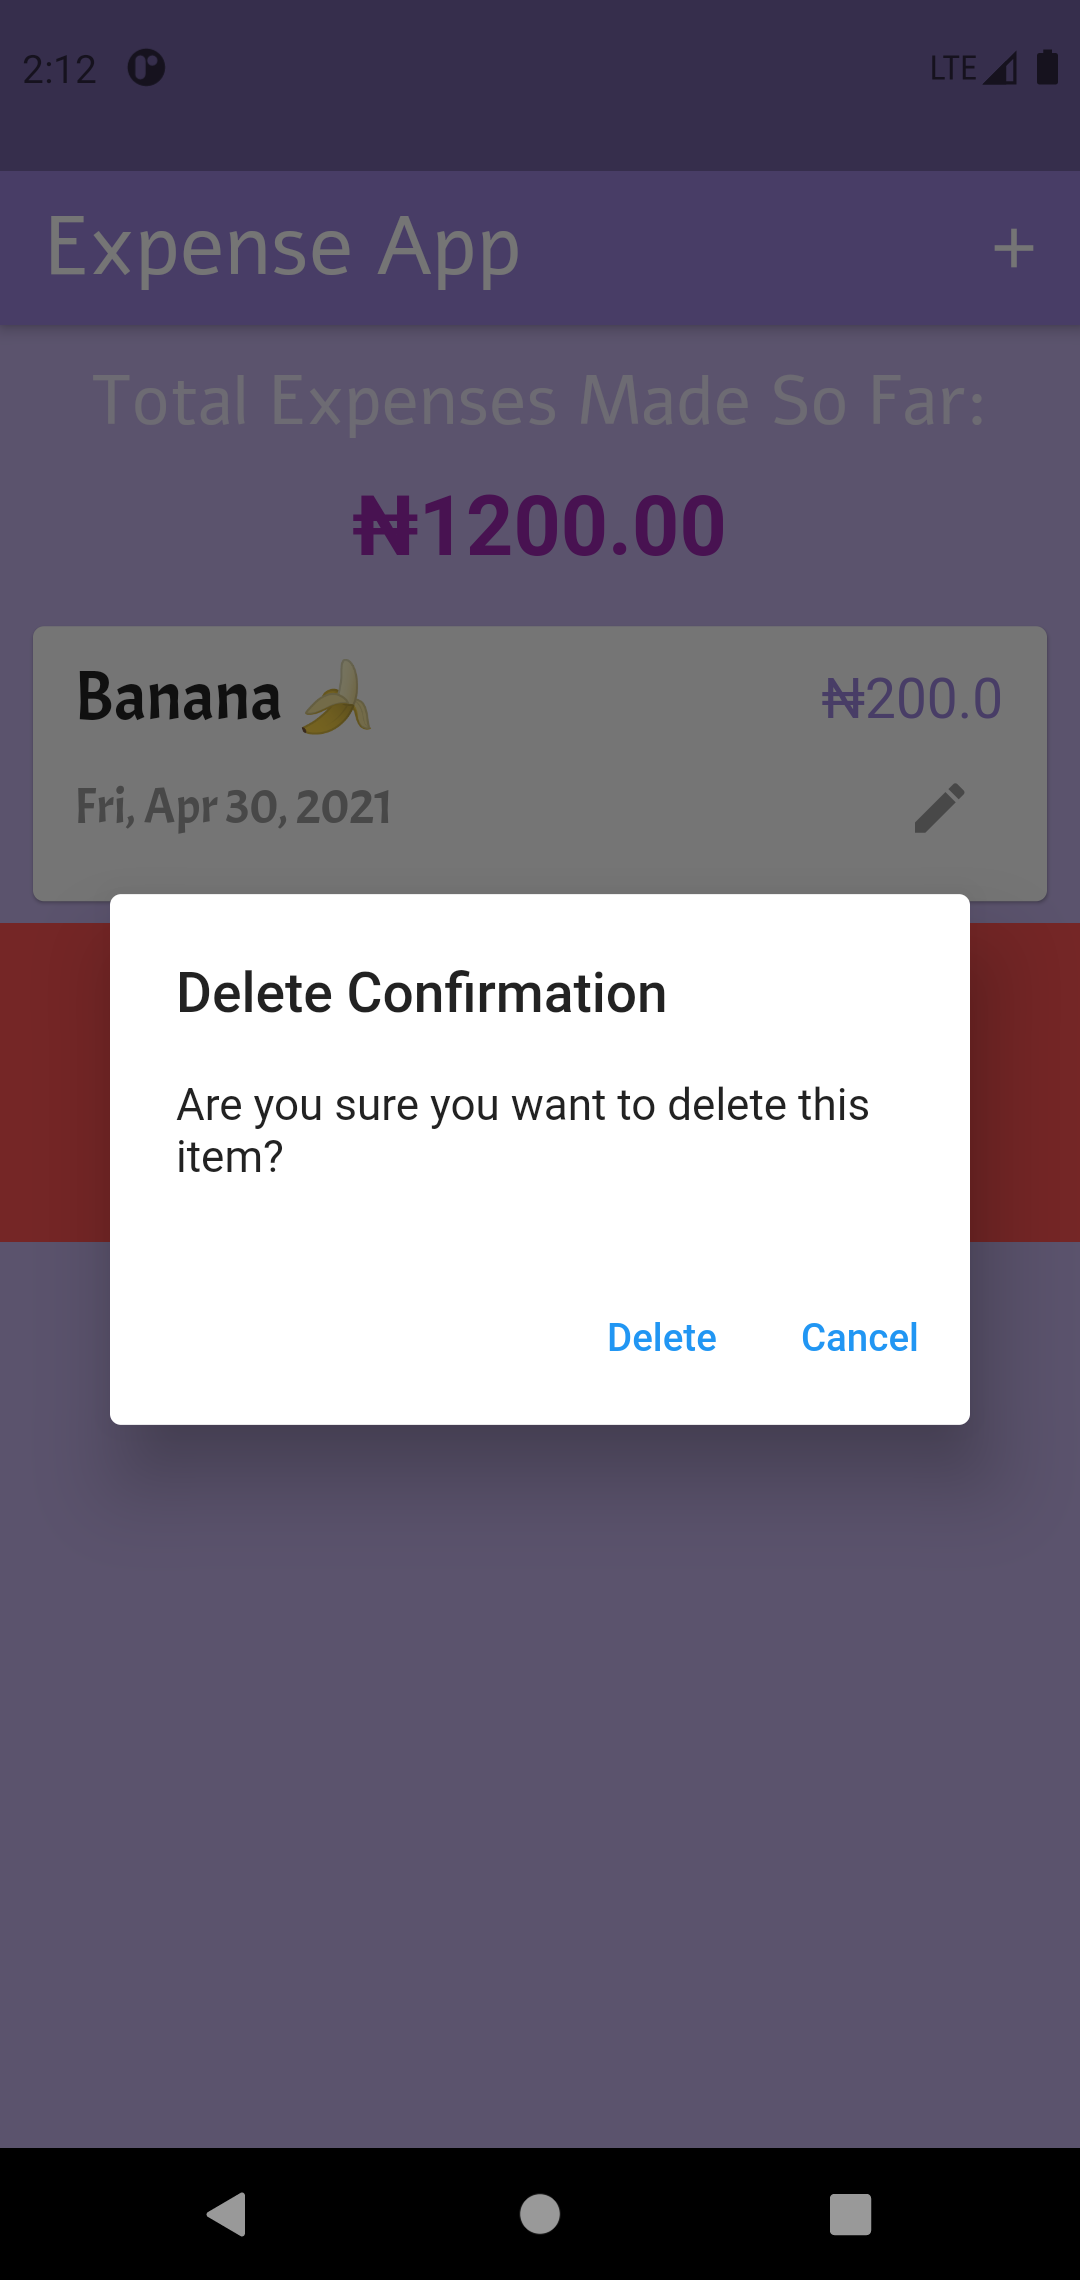 2:12
LTE
Expense App
Total Expenses Made So Far:
₦1200.00
Banana 🍌 ₦200.0
Fri, Apr 30, 2021
Delete Confirmation
Are you sure you want to delete this
item?
Delete Cancel